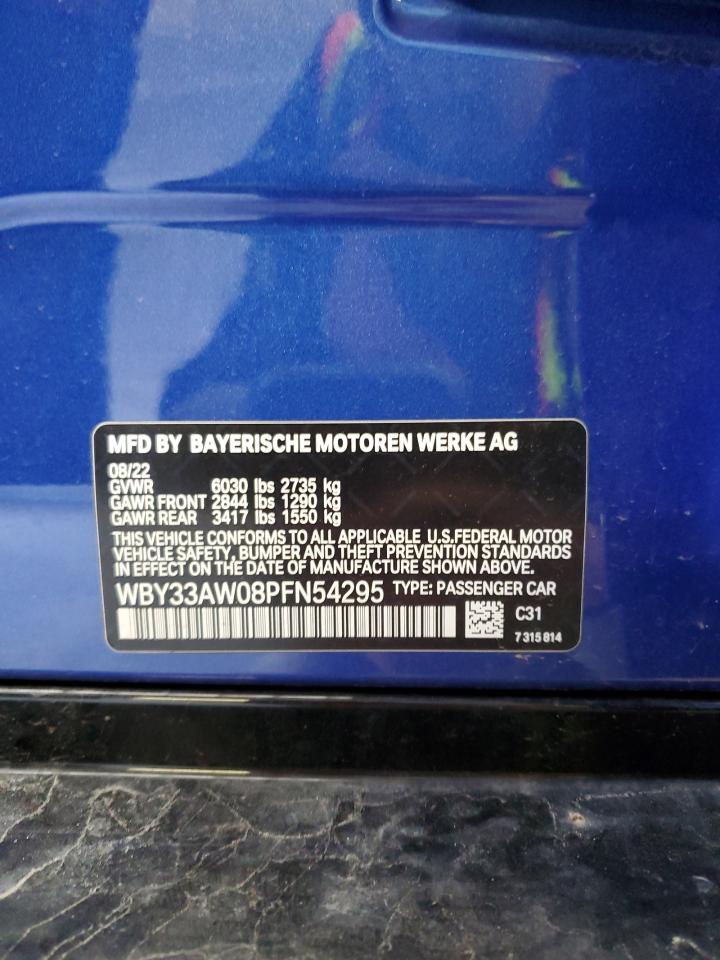 MFD BY BAYERISCHE MOTOREN WERKE AG
08/22
GVWR 6030 lbs 2735 kg
GAWR FRONT 2844 lbs 1290 kg
GAWR REAR 3417 lbs 1550 kg
THIS VEHICLE CONFORMS TO ALL APPLICABLE U.S.FEDERAL MOTOR
VEHICLE SAFETY, BUMPER AND THEFT PREVENTION STANDARDS
IN EFFECT ON THE DATE OF MANUFACTURE SHOWN ABOVE.
WBY33AW08PFN54295 TYPE: PASSENGER CAR
C31
7 315 814